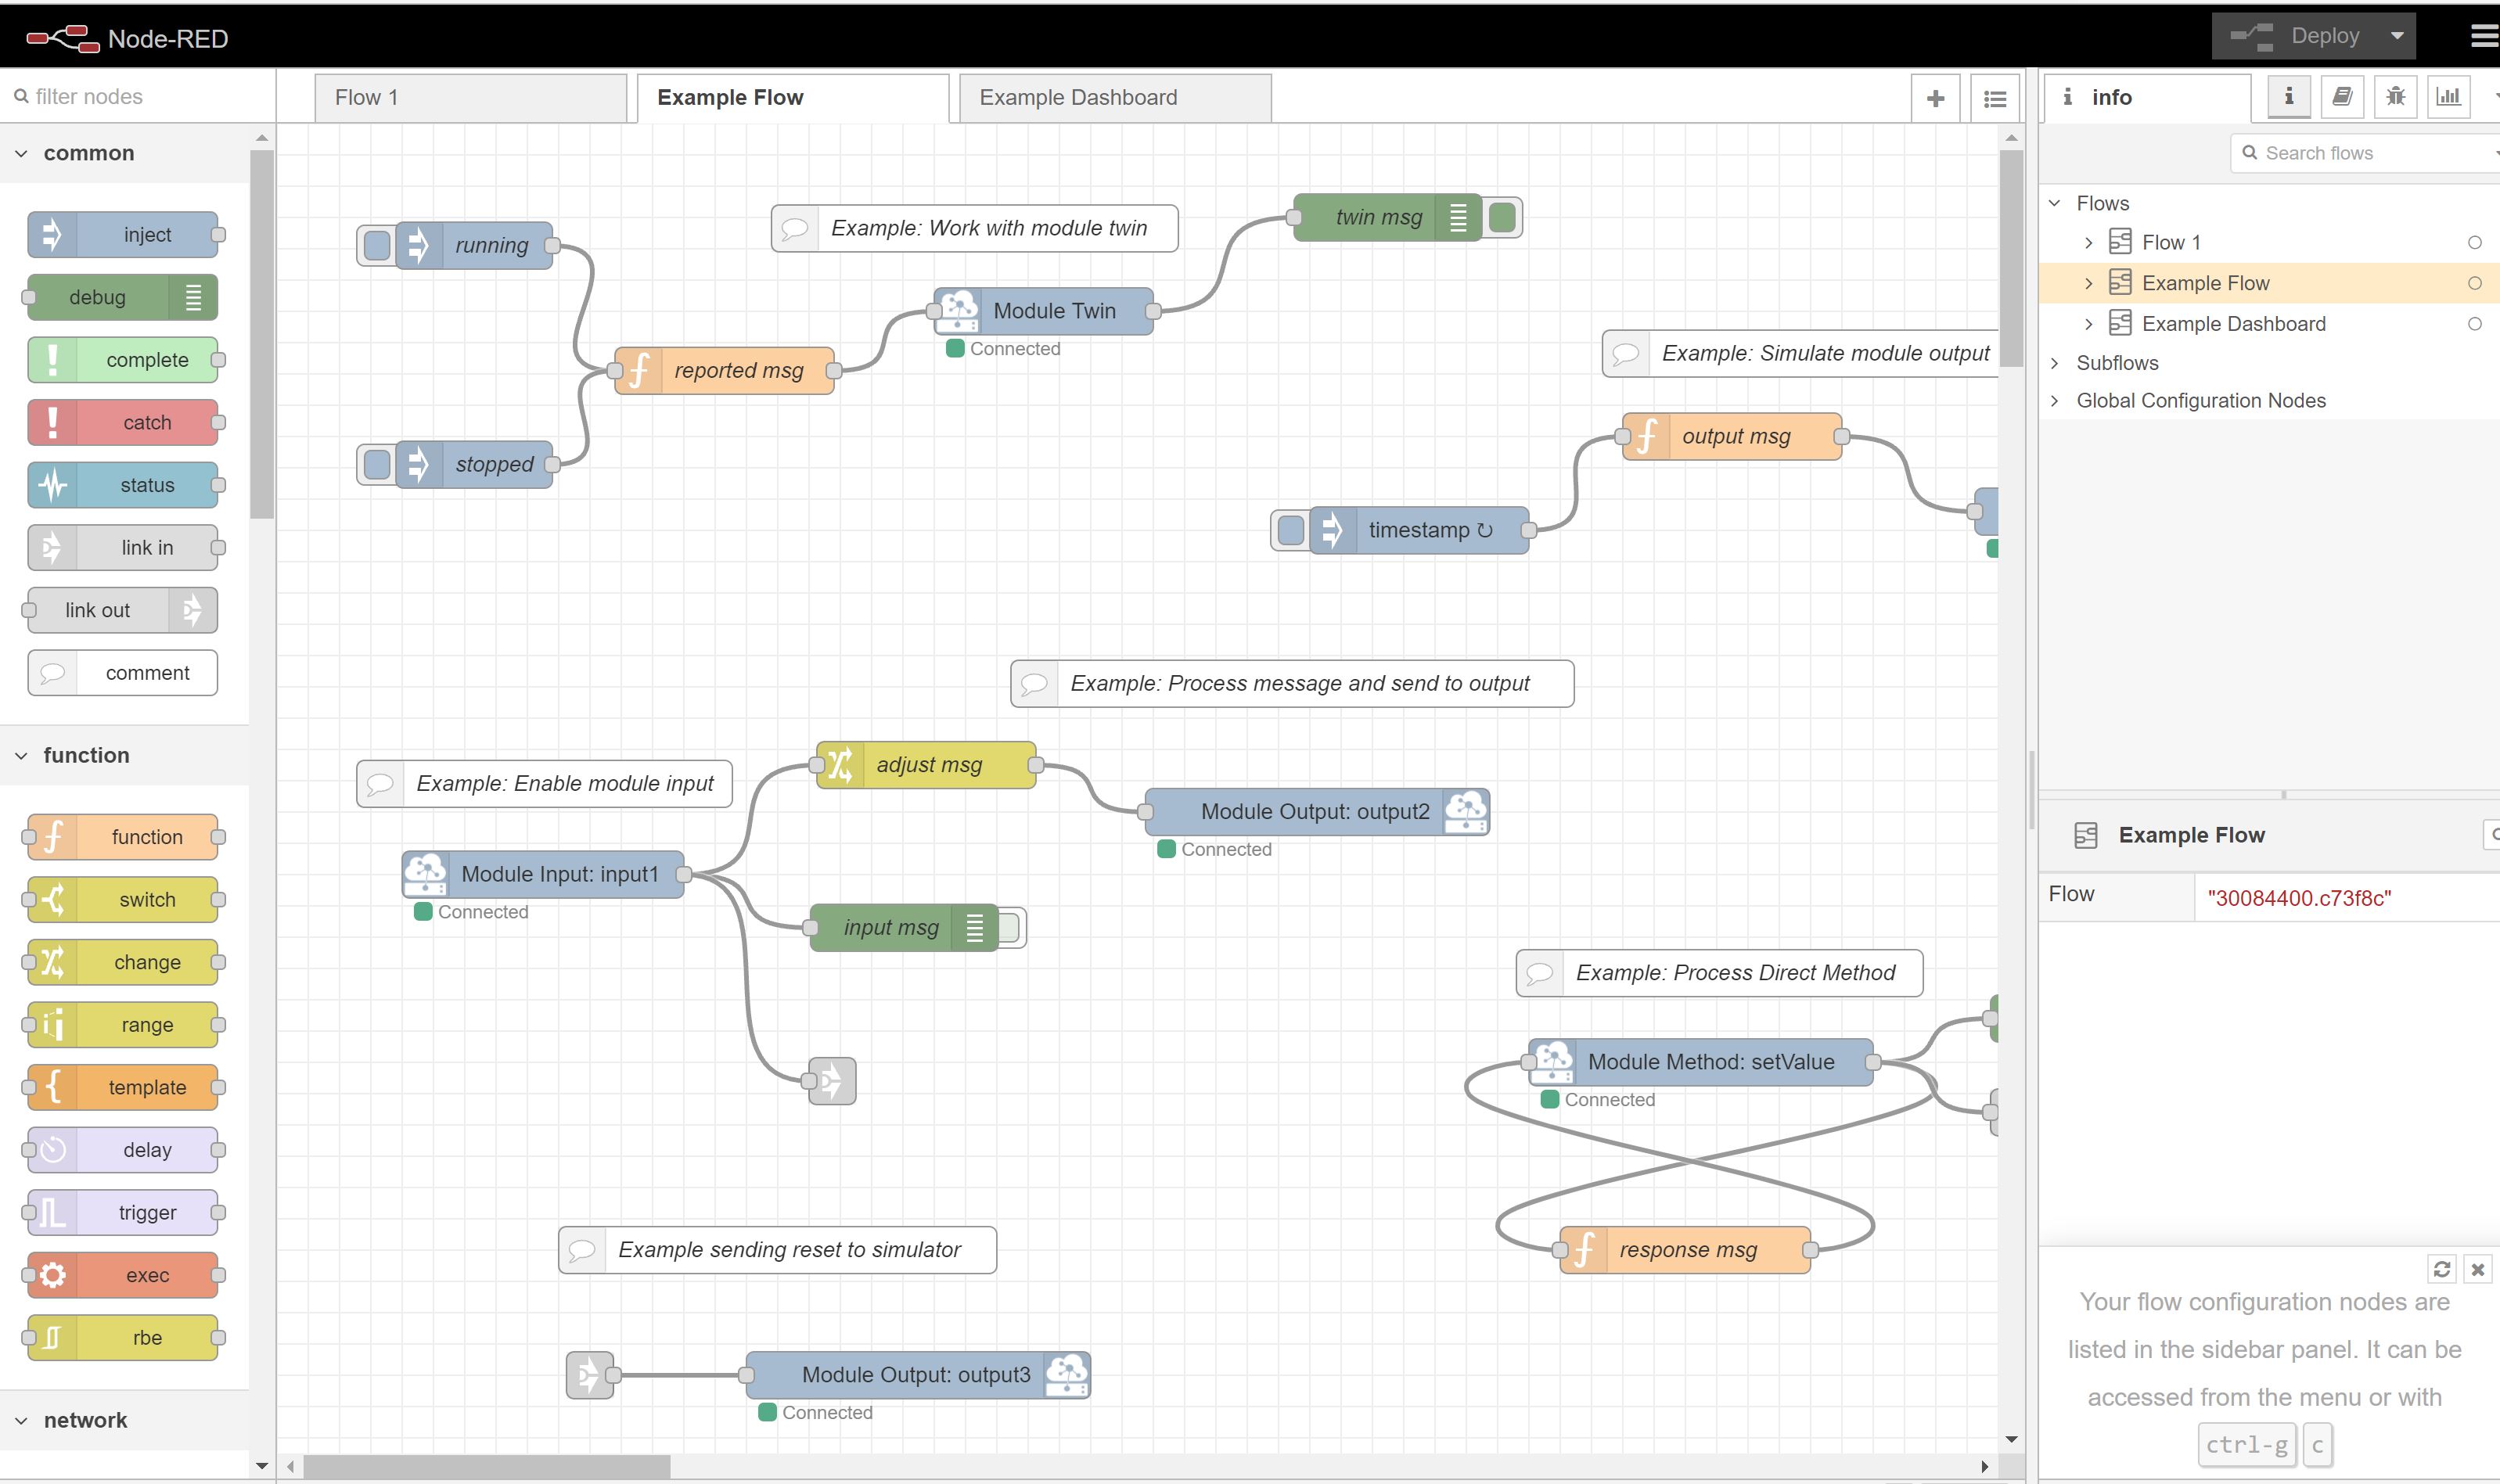 Node-RED
Deploy
filter nodes
Flow 1
Example Flow
Example Dashboard
info
Search flows
common
inject
debug
complete
catch
status
link in
link out
comment
function
function
switch
change
range
template
delay
trigger
exec
rbe
network
running
Example: Work with module twin
twin msg
Module Twin
Connected
reported msg
stopped
Example: Simulate module output
output msg
timestamp ↻
Example: Process message and send to output
Example: Enable module input
adjust msg
Module Output: output2
Connected
Module Input: input1
Connected
input msg
Example: Process Direct Method
Module Method: setValue
Connected
response msg
Example sending reset to simulator
Module Output: output3
Connected
Flows
Flow 1
Example Flow
Example Dashboard
Subflows
Global Configuration Nodes
Example Flow
Flow "30084400.c73f8c"
Your flow configuration nodes are
listed in the sidebar panel. It can be
accessed from the menu or with
ctrl-g c